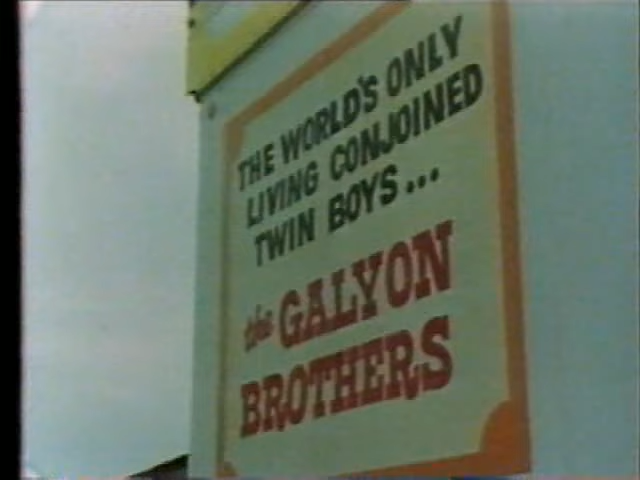 THE WORLD'S ONLY
LIVING CONJOINED
TWIN BOYS...
the GALYON
BROTHERS